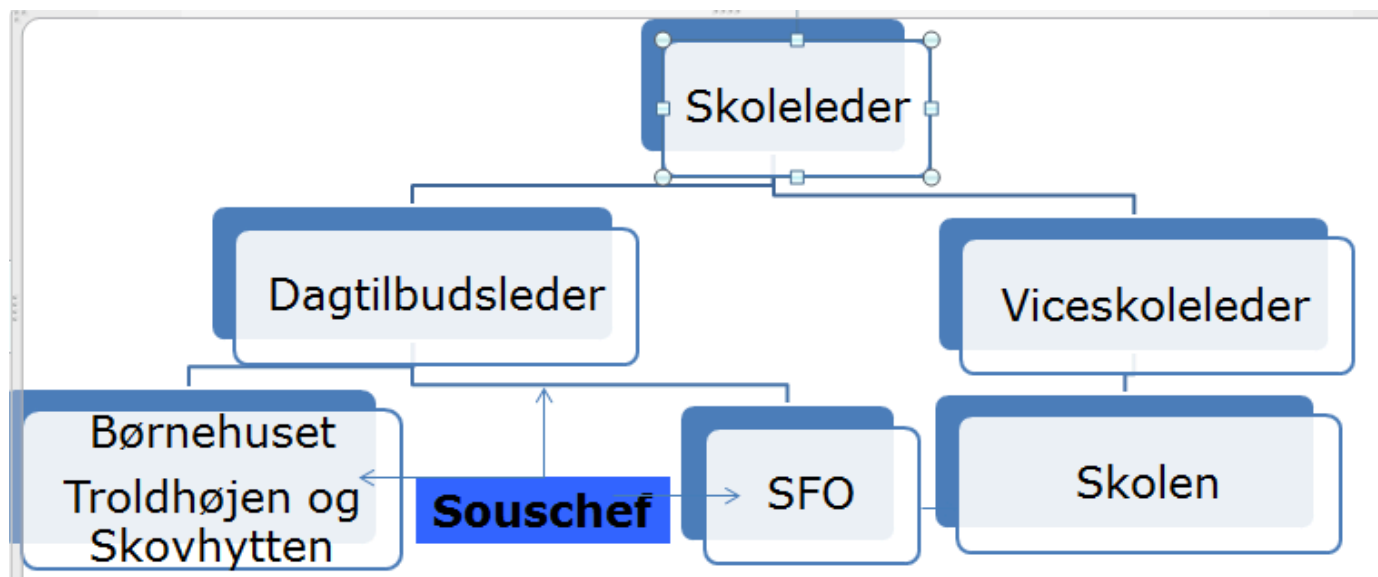 Skoleleder
Dagtilbudsleder
Viceskoleleder
Børnehuset
Troldhøjen og
Skovhytten
Souschef
SFO
Skolen